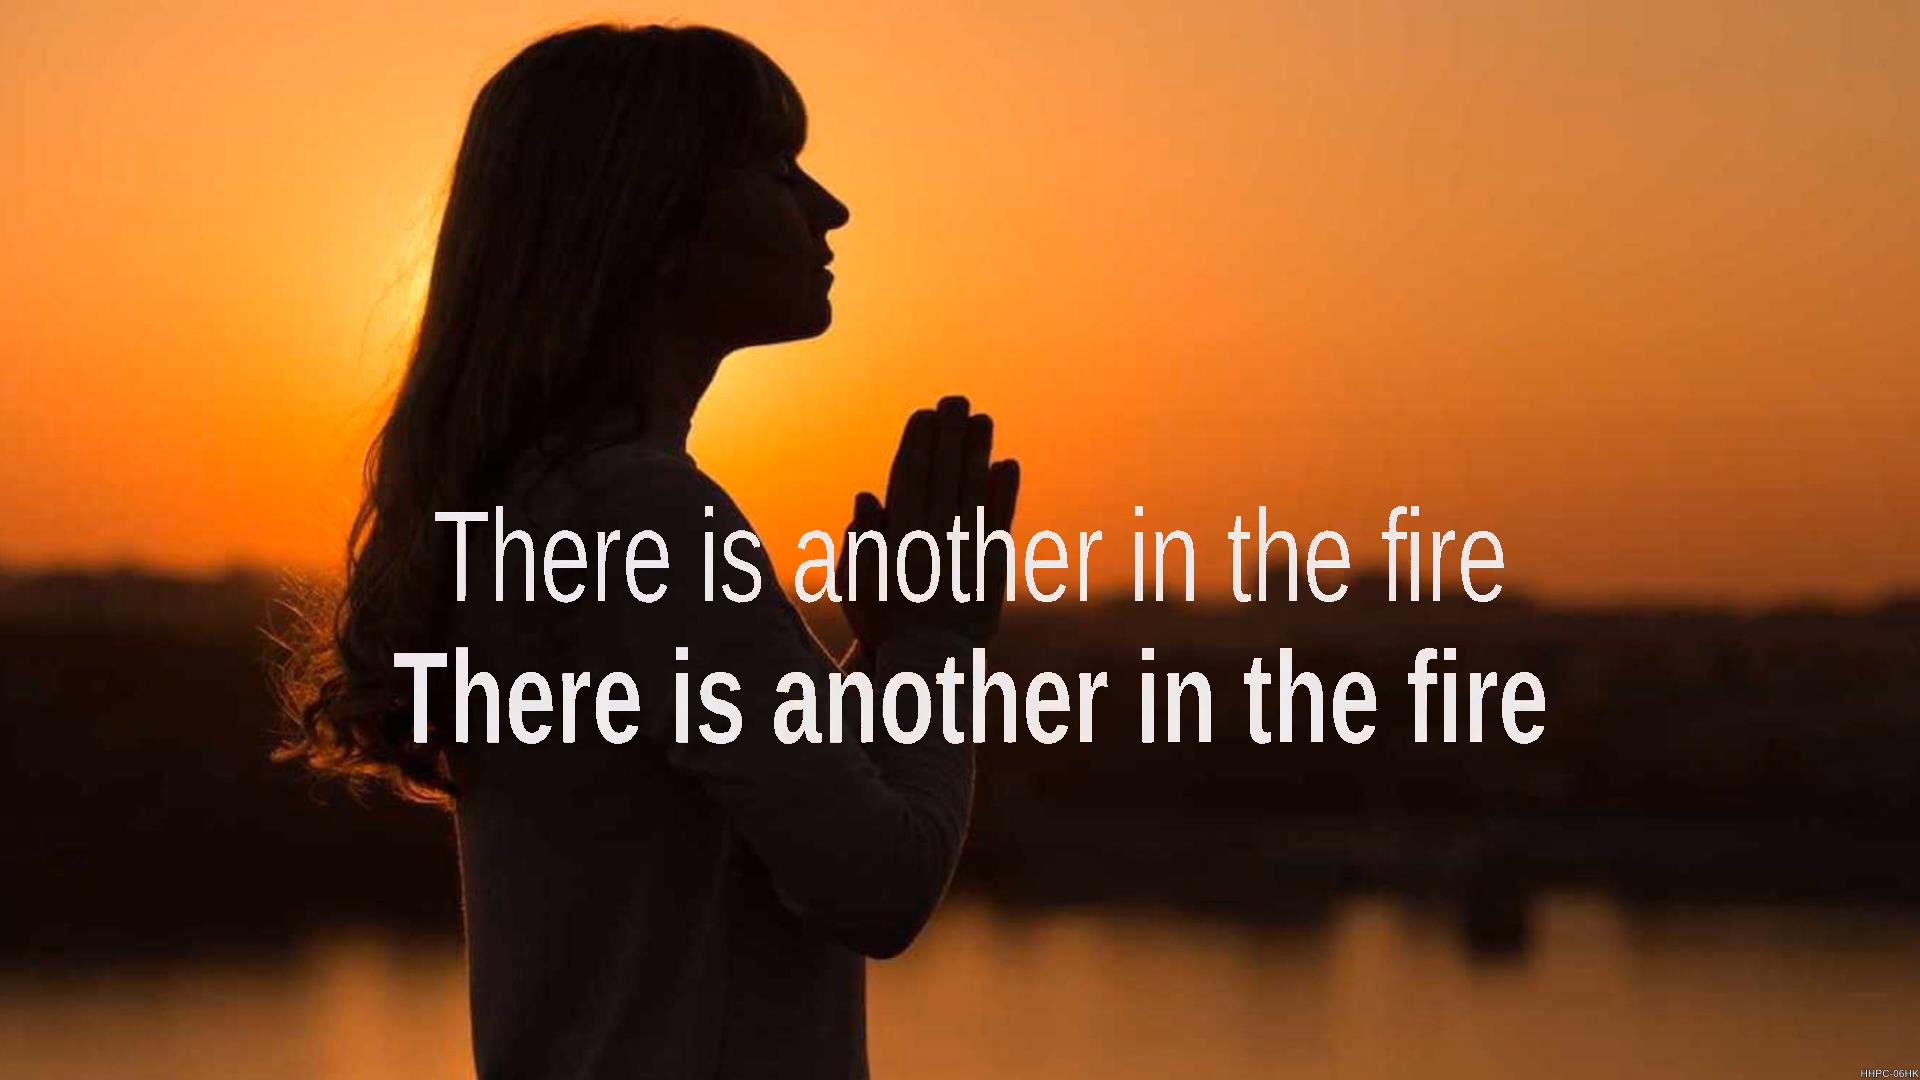 There is another in the fire
There is another in the fire
HHPC-06HK